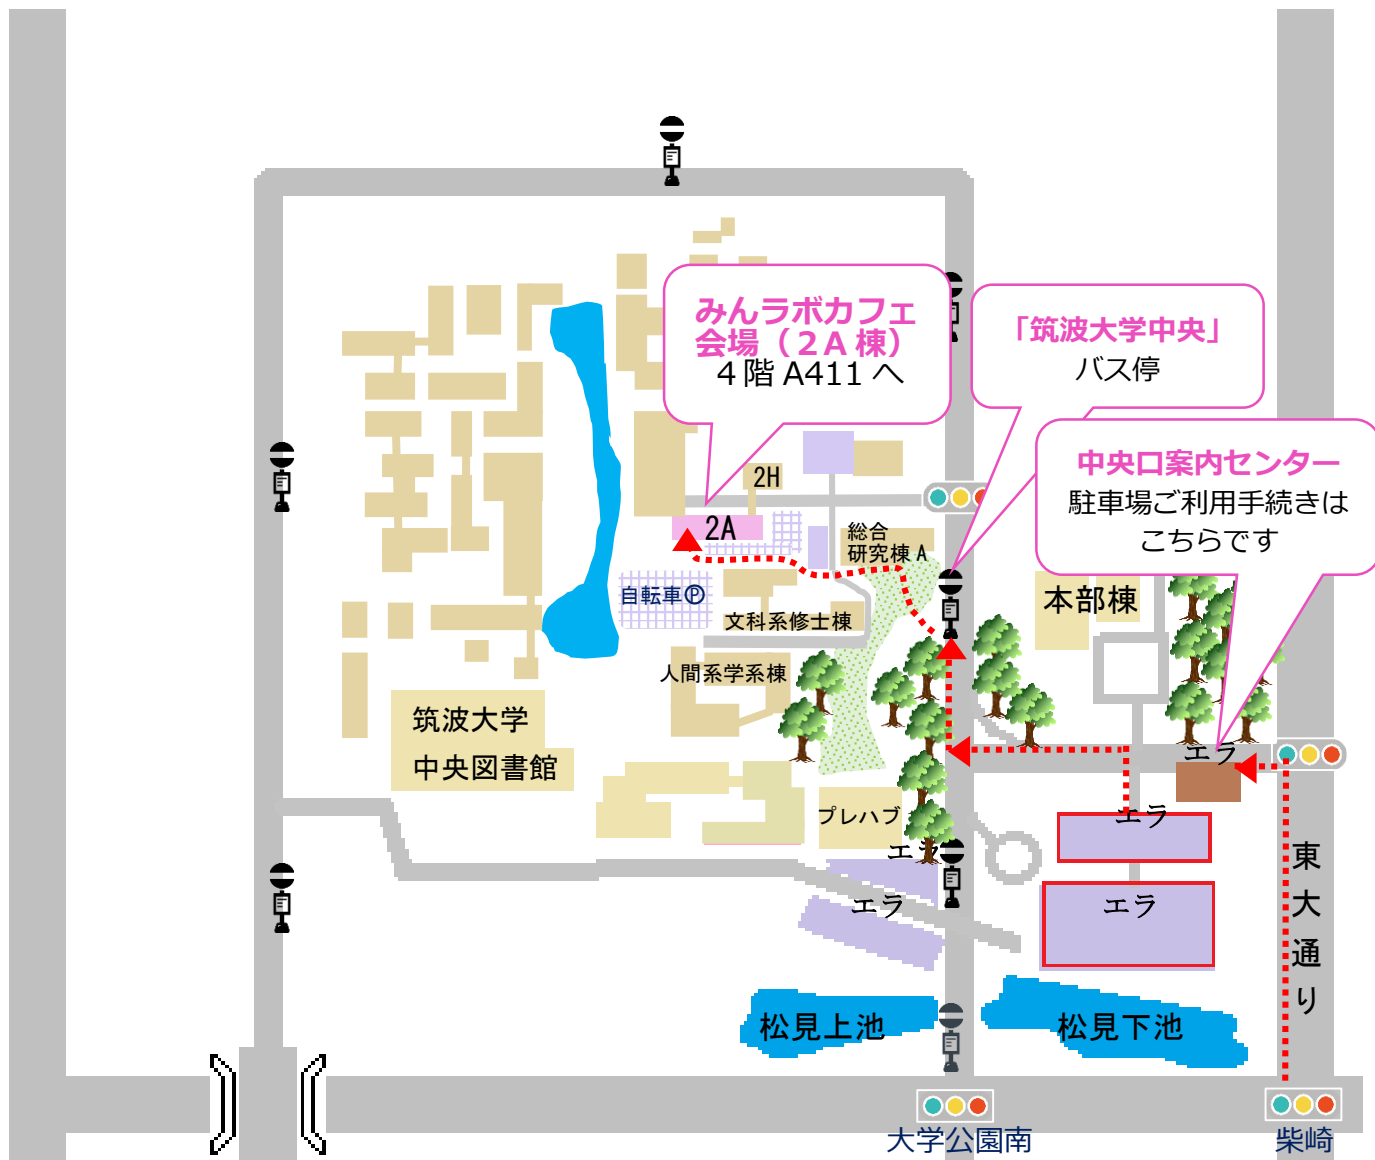 みんラボカフェ
会場（２Ａ棟）
４階 A411 へ
「筑波大学中央」
バス停
中央口案内センター
駐車場ご利用手続きは
こちらです
2H
2A
総合
研究棟 A
自転車Ⓟ
文科系修士棟
人間系学系棟
本部棟
筑波大学
中央図書館
プレハブ
エラ
エラ
エラ
エラ
エラ
東大通り
松見上池
松見下池
大学公園南
柴崎